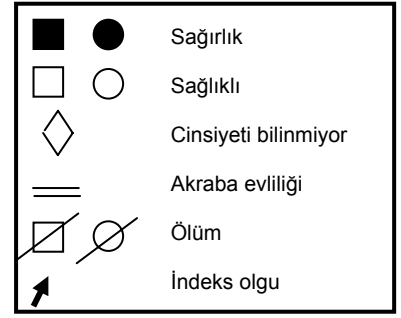 Sağırlık
Sağlıklı
Cinsiyeti bilinmiyor
Akraba evliliği
Ölüm
İndeks olgu